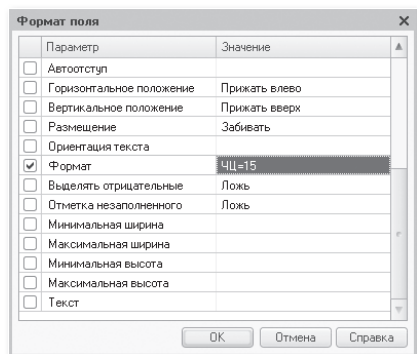 Формат поля
Параметр Значение
Автоотступ
Горизонтальное положение Прижать влево
Вертикальное положение Прижать вверх
Размещение Забивать
Ориентация текста
Формат ЧЦ=15
Выделять отрицательные Ложь
Отметка незаполненного Ложь
Минимальная ширина
Максимальная ширина
Минимальная высота
Максимальная высота
Текст
ОК Отмена Справка